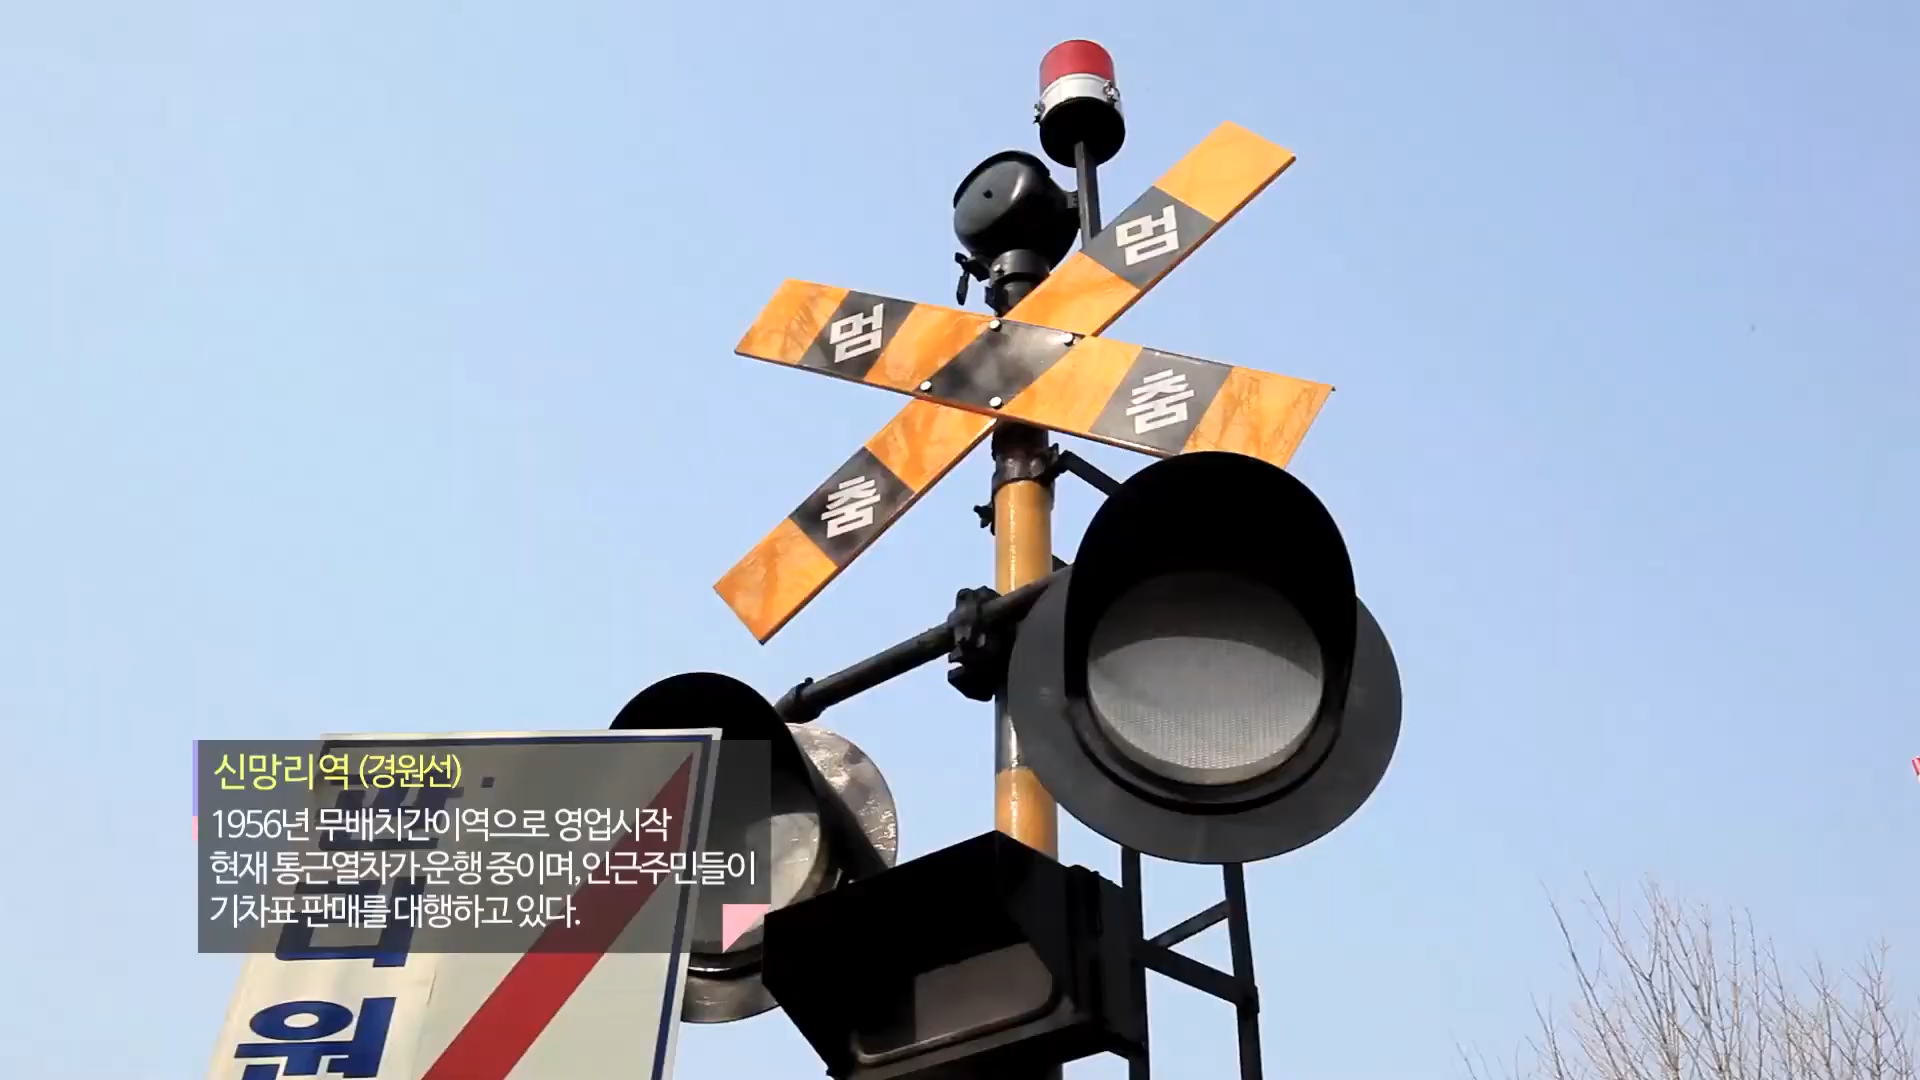 멈
멈
춤
춤
신망리역 (경원선)
1956년 무배치간이역으로 영업시작
현재 통근열차가 운행 중이며, 인근주민들이
기차표 판매를 대행하고 있다.
원